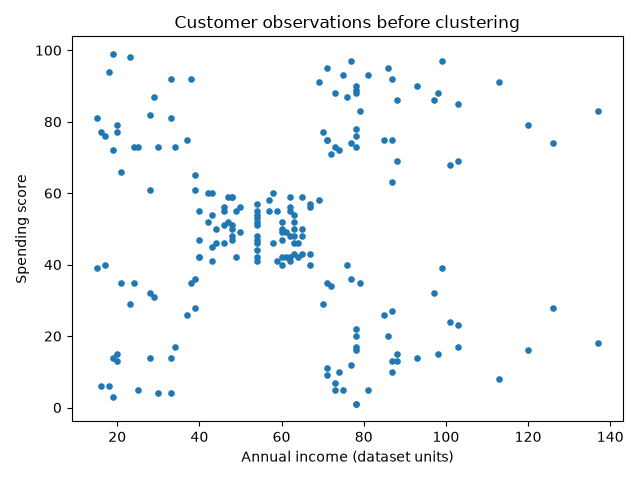 Customer observations before clustering
100
80
60
40
20
0
Spending score
20 40 60 80 100 120 140
Annual income (dataset units)